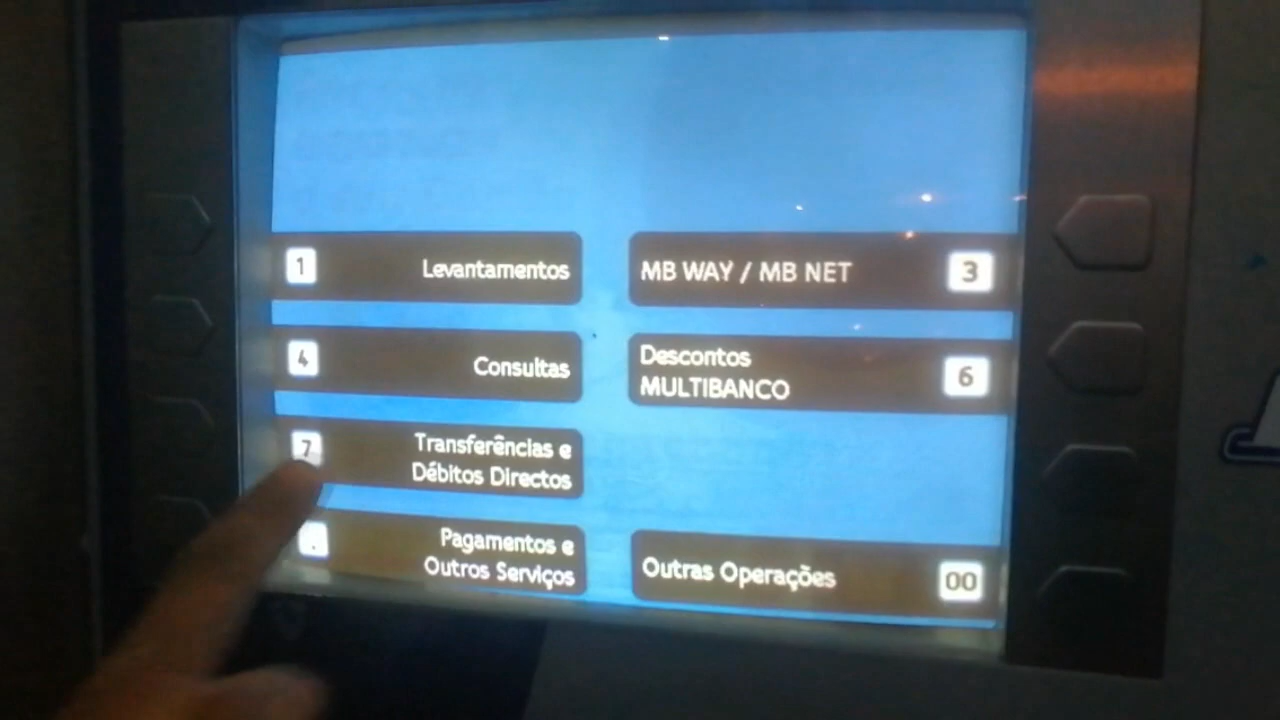 1 Levantamentos
MB WAY / MB NET 3
4 Consultas
Descontos
MULTIBANCO 6
7 Transferências e
Débitos Directos
. Pagamentos e
Outros Serviços
Outras Operações 00